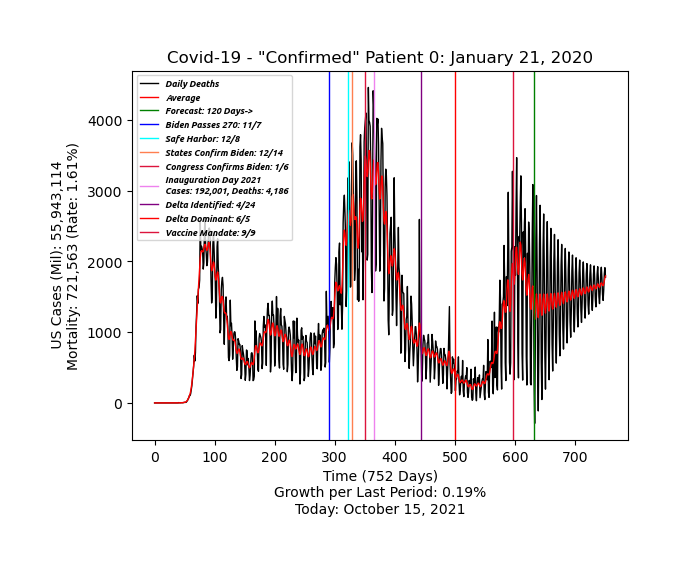 Covid-19 - "Confirmed" Patient 0: January 21, 2020
Daily Deaths
Average
Forecast: 120 Days->
Biden Passes 270: 11/7
Safe Harbor: 12/8
States Confirm Biden: 12/14
Congress Confirms Biden: 1/6
Inauguration Day 2021
Cases: 192,001, Deaths: 4,186
Delta Identified: 4/24
Delta Dominant: 6/5
Vaccine Mandate: 9/9
US Cases (Mil): 55,943,114
Mortality: 721,563 (Rate: 1.61%)
4000
3000
2000
1000
0
0 100 200 300 400 500 600 700
Time (752 Days)
Growth per Last Period: 0.19%
Today: October 15, 2021